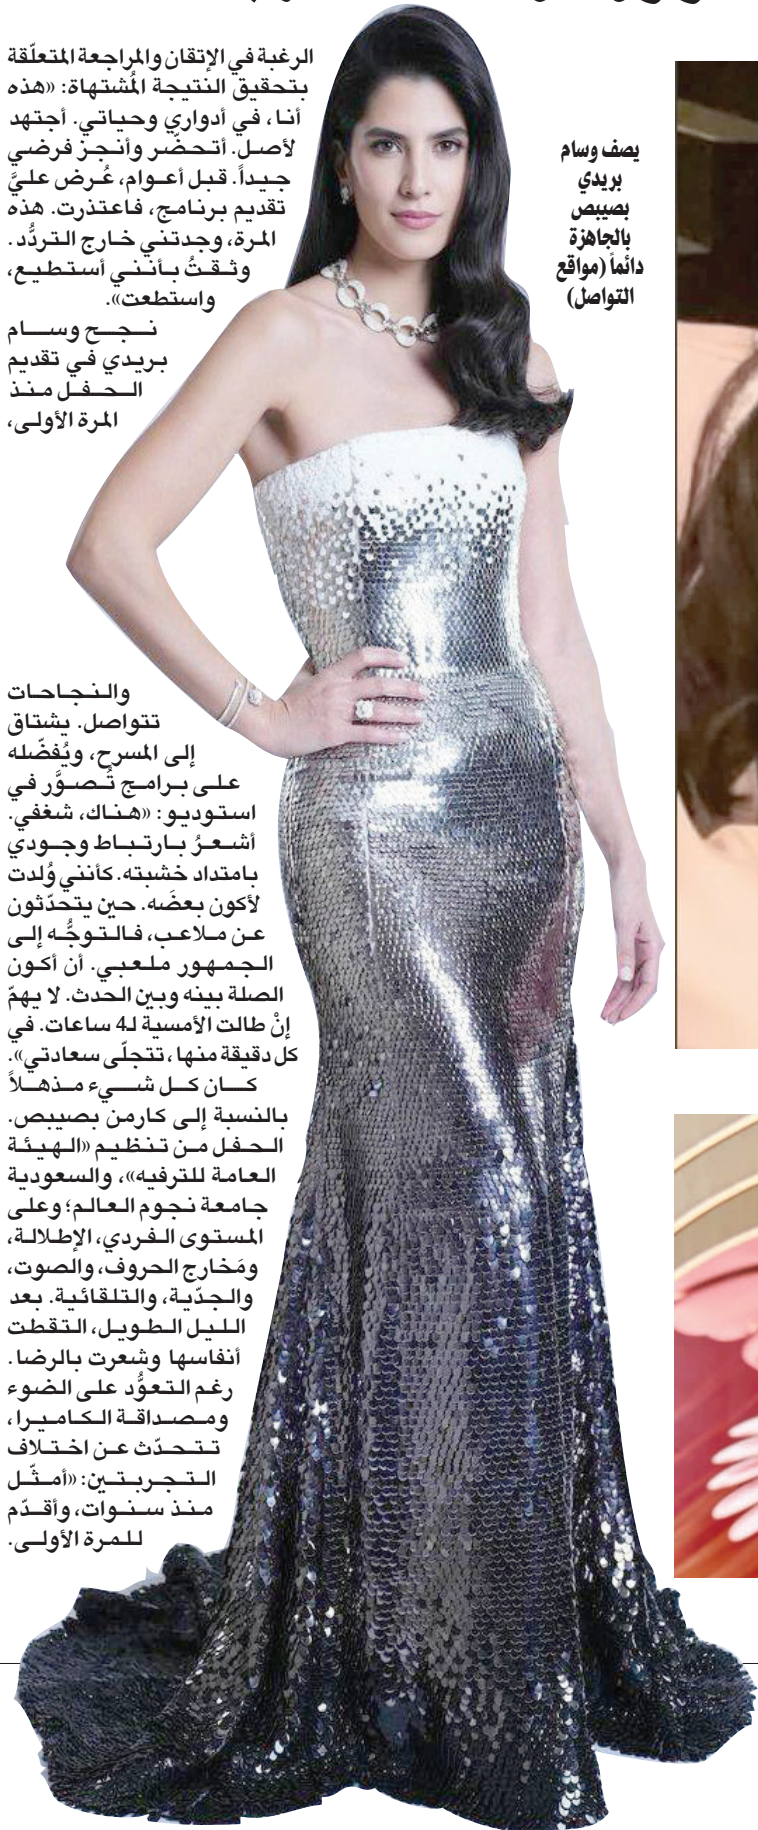 الرغبة في الإتقان والمراجعة المتعلّقة
بتحقيق النتيجة المُشتهاة: «هذه
أنا، في أدواري وحياتي. أجتهد
لأصل. أتحضّر وأنجز فرضي
جيداً. قبل أعوام، عُرض عليَّ
تقديم برنامج، فاعتذرت. هذه
المرة، وجدتني خارج التردُّد.
وثقتُ بأنني أستطيع،
واستطعت».
نجح وسام
بريدي في تقديم
الحفل منذ
المرة الأولى،
والنجاحات
تتواصل. يشتاق
إلى المسرح، ويُفضّله
على برامج تُصوَّر في
استوديو: «هناك، شغفي.
أشعرُ بارتباط وجودي
بامتداد خشبته. كأنني وُلدت
لأكون بعضَه. حين يتحدّثون
عن ملاعب، فالتوجُّه إلى
الجمهور ملعبي. أن أكون
الصلة بينه وبين الحدث. لا يهمّ
إنْ طالت الأمسية لـ4 ساعات. في
كل دقيقة منها، تتجلّى سعادتي».
كان كل شيء مذهلاً
بالنسبة إلى كارمن بصيبص.
الحفل من تنظيم «الهيئة
العامة للترفيه»، والسعودية
جامعة نجوم العالم؛ وعلى
المستوى الفردي، الإطلالة،
ومَخارج الحروف، والصوت،
والجدّية، والتلقائية. بعد
الليل الطويل، التقطت
أنفاسها وشعرت بالرضا.
رغم التعوُّد على الضوء
ومصداقة الكاميرا،
تتحدّث عن اختلاف
التجربتين: «أمثّل
منذ سنوات، وأقدّم
للمرة الأولى.
يصف وسام
بريدي
بصيبص
بالجاهزة
دائماً (مواقع
التواصل)